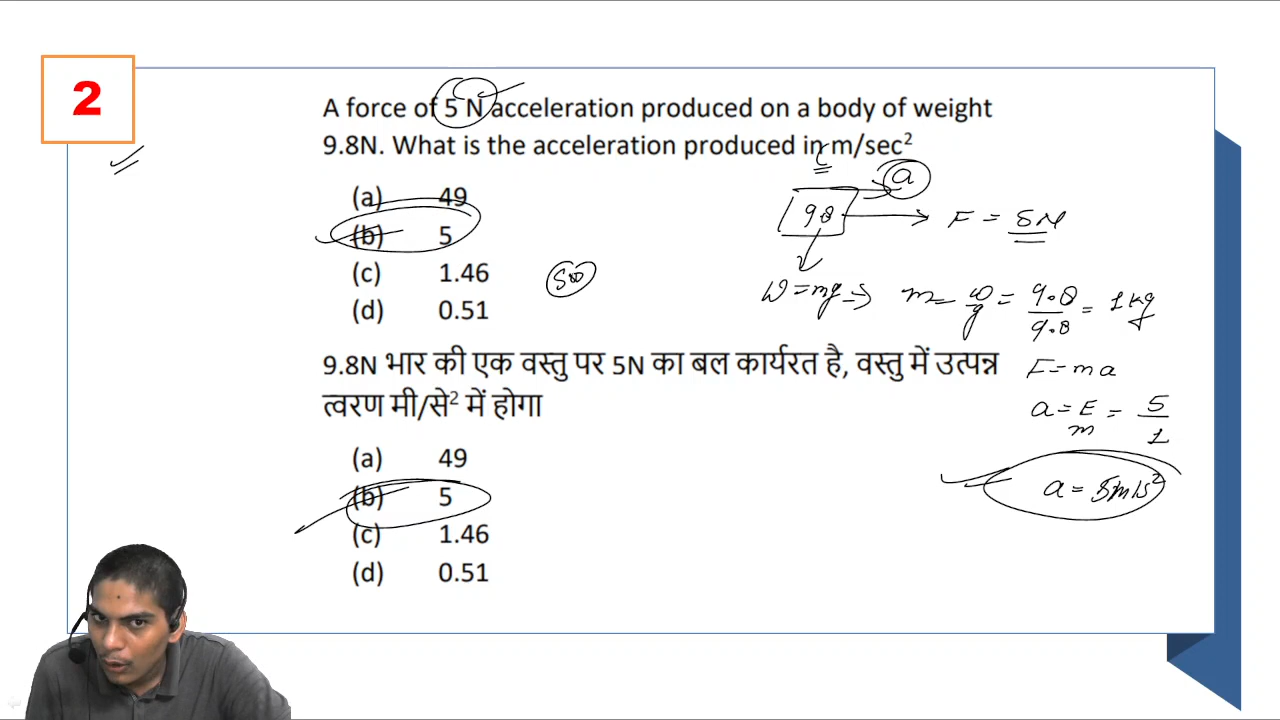 2
A force of 5 N acceleration produced on a body of weight
9.8N. What is the acceleration produced in m/sec²
(a) 49
(b) 5
(c) 1.46
(d) 0.51
a
9.8
F = 5N
W = mg ⇒ m = w/g = 9.8/9.8 = 1 kg
F = ma
a = F/m = 5/1
a = 5m/s²
9.8N भार की एक वस्तु पर 5N का बल कार्यरत है, वस्तु में उत्पन्न
त्वरण मी/से² में होगा
(a) 49
(b) 5
(c) 1.46
(d) 0.51